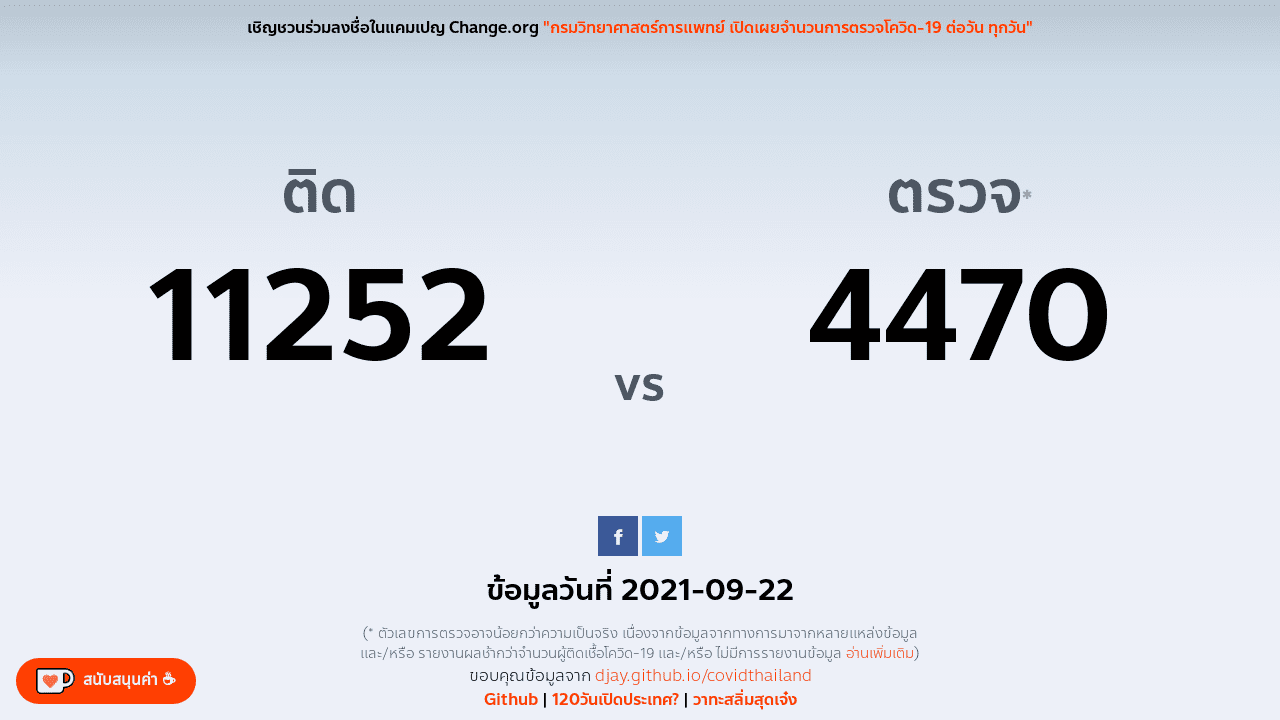 เชิญชวนร่วมลงชื่อในแคมเปญ Change.org "กรมวิทยาศาสตร์การแพทย์ เปิดเผยจำนวนการตรวจโควิด-19 ต่อวัน ทุกวัน"
ติด
11252
vs
ตรวจ*
4470
ข้อมูลวันที่ 2021-09-22
(* ตัวเลขการตรวจอาจน้อยกว่าความเป็นจริง เนื่องจากข้อมูลจากทางการมาจากหลายแหล่งข้อมูล
และ/หรือ รายงานผลช้ากว่าจำนวนผู้ติดเชื้อโควิด-19 และ/หรือ ไม่มีการรายงานข้อมูล อ่านเพิ่มเติม)
ขอบคุณข้อมูลจาก djay.github.io/covidthailand
Github | 120วันเปิดประเทศ? | วาทะสลิ่มสุดเจ๋ง
สนับสนุนค่า ☕